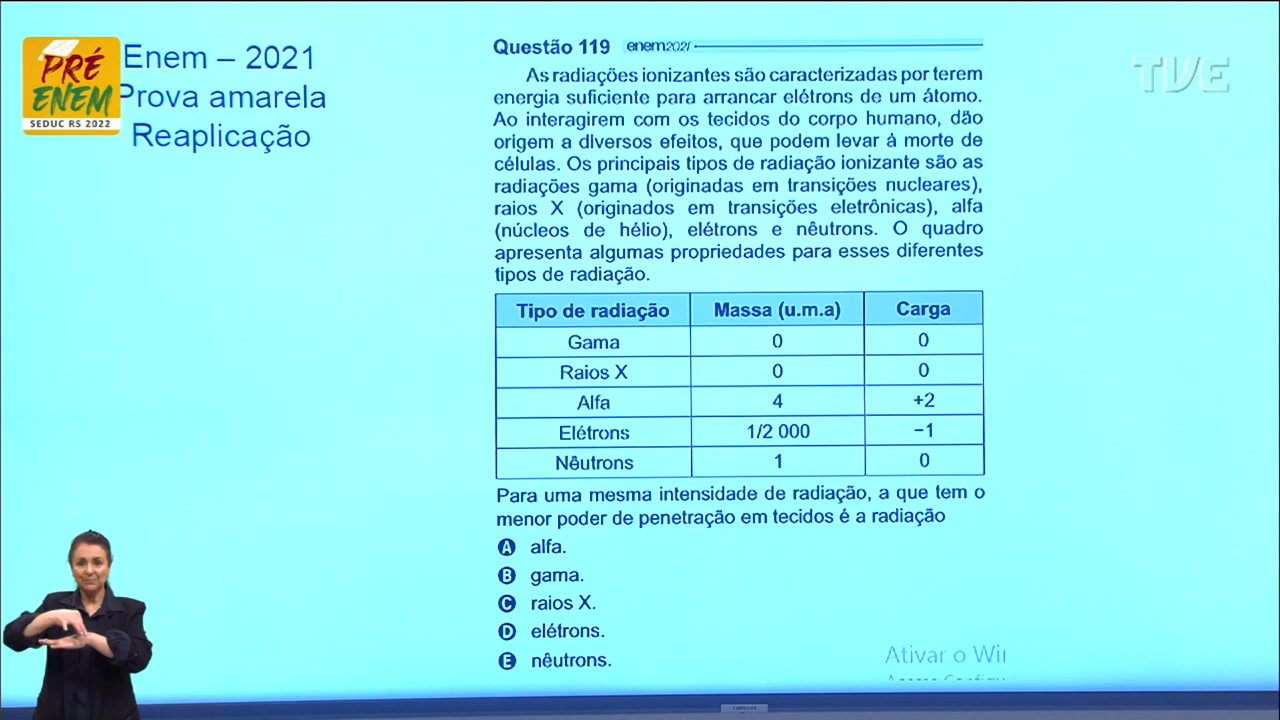 PRÉ
ENEM
SEDUC RS 2022
Enem – 2021
Prova amarela
Reaplicação
TVE
Questão 119 enem2021
As radiações ionizantes são caracterizadas por terem
energia suficiente para arrancar elétrons de um átomo.
Ao interagirem com os tecidos do corpo humano, dão
origem a diversos efeitos, que podem levar à morte de
células. Os principais tipos de radiação ionizante são as
radiações gama (originadas em transições nucleares),
raios X (originados em transições eletrônicas), alfa
(núcleos de hélio), elétrons e nêutrons. O quadro
apresenta algumas propriedades para esses diferentes
tipos de radiação.
Tipo de radiação Massa (u.m.a) Carga
Gama 0 0
Raios X 0 0
Alfa 4 +2
Elétrons 1/2 000 −1
Nêutrons 1 0
Para uma mesma intensidade de radiação, a que tem o
menor poder de penetração em tecidos é a radiação
A alfa.
B gama.
C raios X.
D elétrons.
E nêutrons.
Ativar o Win